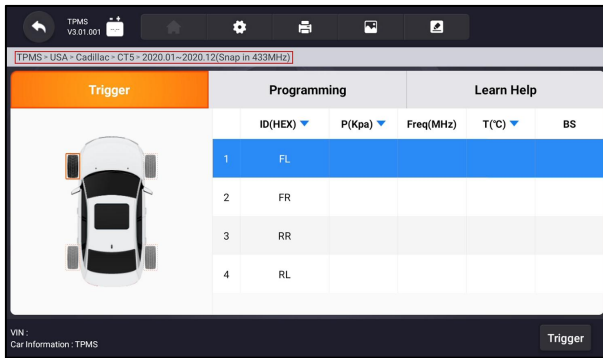 TPMS
V3.01.001
--,--
TPMS > USA > Cadillac > CT5 > 2020.01~2020.12(Snap in 433MHz)
Trigger Programming Learn Help
ID(HEX) P(Kpa) Freq(MHz) T(℃) BS
1 FL
2 FR
3 RR
4 RL
VIN :
Car Information : TPMS
Trigger